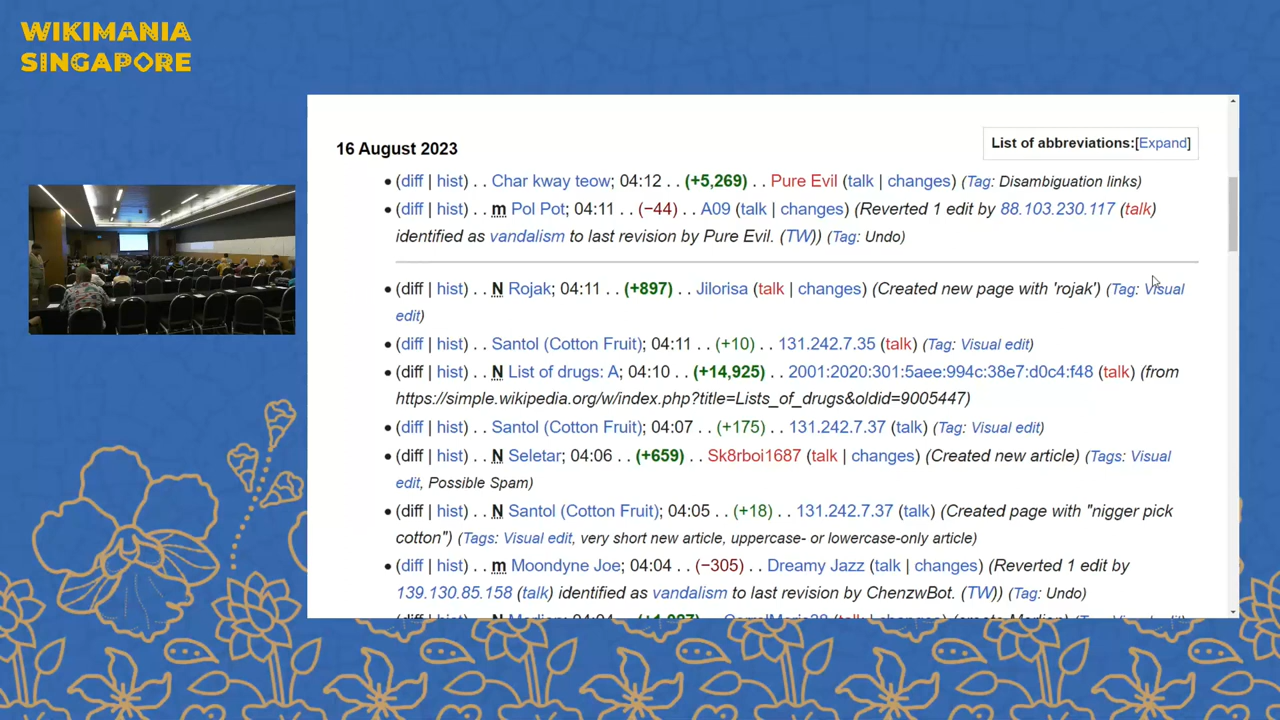 WIKIMANIA
SINGAPORE
16 August 2023
List of abbreviations:[Expand]
• (diff | hist) . . Char kway teow; 04:12 . . (+5,269) . . Pure Evil (talk | changes) (Tag: Disambiguation links)
• (diff | hist) . . m Pol Pot; 04:11 . . (−44) . . A09 (talk | changes) (Reverted 1 edit by 88.103.230.117 (talk)
identified as vandalism to last revision by Pure Evil. (TW)) (Tag: Undo)
• (diff | hist) . . N Rojak; 04:11 . . (+897) . . Jilorisa (talk | changes) (Created new page with 'rojak') (Tag: Visual
edit)
• (diff | hist) . . Santol (Cotton Fruit); 04:11 . . (+10) . . 131.242.7.35 (talk) (Tag: Visual edit)
• (diff | hist) . . N List of drugs: A; 04:10 . . (+14,925) . . 2001:2020:301:5aee:994c:38e7:d0c4:f48 (talk) (from
https://simple.wikipedia.org/w/index.php?title=Lists_of_drugs&oldid=9005447)
• (diff | hist) . . Santol (Cotton Fruit); 04:07 . . (+175) . . 131.242.7.37 (talk) (Tag: Visual edit)
• (diff | hist) . . N Seletar; 04:06 . . (+659) . . Sk8rboi1687 (talk | changes) (Created new article) (Tags: Visual
edit, Possible Spam)
• (diff | hist) . . N Santol (Cotton Fruit); 04:05 . . (+18) . . 131.242.7.37 (talk) (Created page with "nigger pick
cotton") (Tags: Visual edit, very short new article, uppercase- or lowercase-only article)
• (diff | hist) . . m Moondyne Joe; 04:04 . . (−305) . . Dreamy Jazz (talk | changes) (Reverted 1 edit by
139.130.85.158 (talk) identified as vandalism to last revision by ChenzwBot. (TW)) (Tag: Undo)